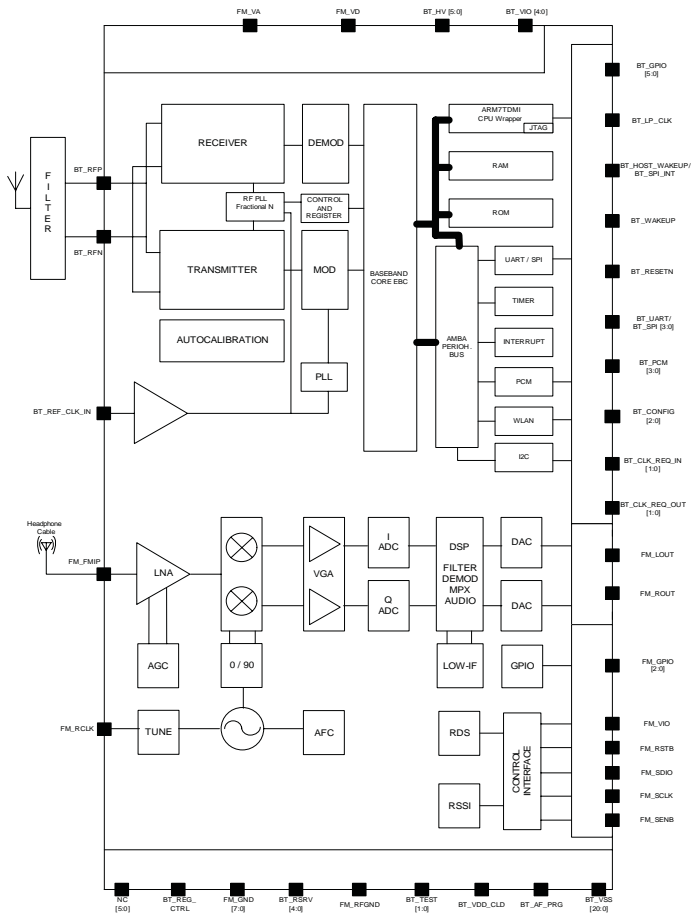 FM_VA
FM_VD
BT_HV [5:0]
BT_VIO [4:0]
BT_GPIO
[5:0]
BT_LP_CLK
BT_HOST_WAKEUP/
BT_SPI_INT
BT_WAKEUP
BT_RESETN
BT_UART/
BT_SPI [3:0]
BT_PCM
[3:0]
BT_CONFIG
[2:0]
BT_CLK_REQ_IN
[1:0]
BT_CLK_REQ_OUT
[1:0]
FM_LOUT
FM_ROUT
FM_GPIO
[2:0]
FM_VIO
FM_RSTB
FM_SDIO
FM_SCLK
FM_SENB
FILTER
BT_RFP
BT_RFN
BT_REF_CLK_IN
RECEIVER
DEMOD
RF PLL
Fractional N
CONTROL
AND
REGISTER
TRANSMITTER
MOD
AUTOCALIBRATION
PLL
BASEBAND
CORE EBC
ARM7TDMI
CPU Wrapper
JTAG
RAM
ROM
AMBA
PERIOH.
BUS
UART / SPI
TIMER
INTERRUPT
PCM
WLAN
I2C
Headphone
Cable
FM_FMIP
LNA
AGC
0 / 90
VGA
I
ADC
Q
ADC
DSP
FILTER
DEMOD
MPX
AUDIO
DAC
DAC
LOW-IF
GPIO
FM_RCLK
TUNE
AFC
RDS
RSSI
CONTROL
INTERFACE
NC
[5:0]
BT_REG_
CTRL
FM_GND
[7:0]
BT_RSRV
[4:0]
FM_RFGND
BT_TEST
[1:0]
BT_VDD_CLD
BT_AF_PRG
BT_VSS
[20:0]